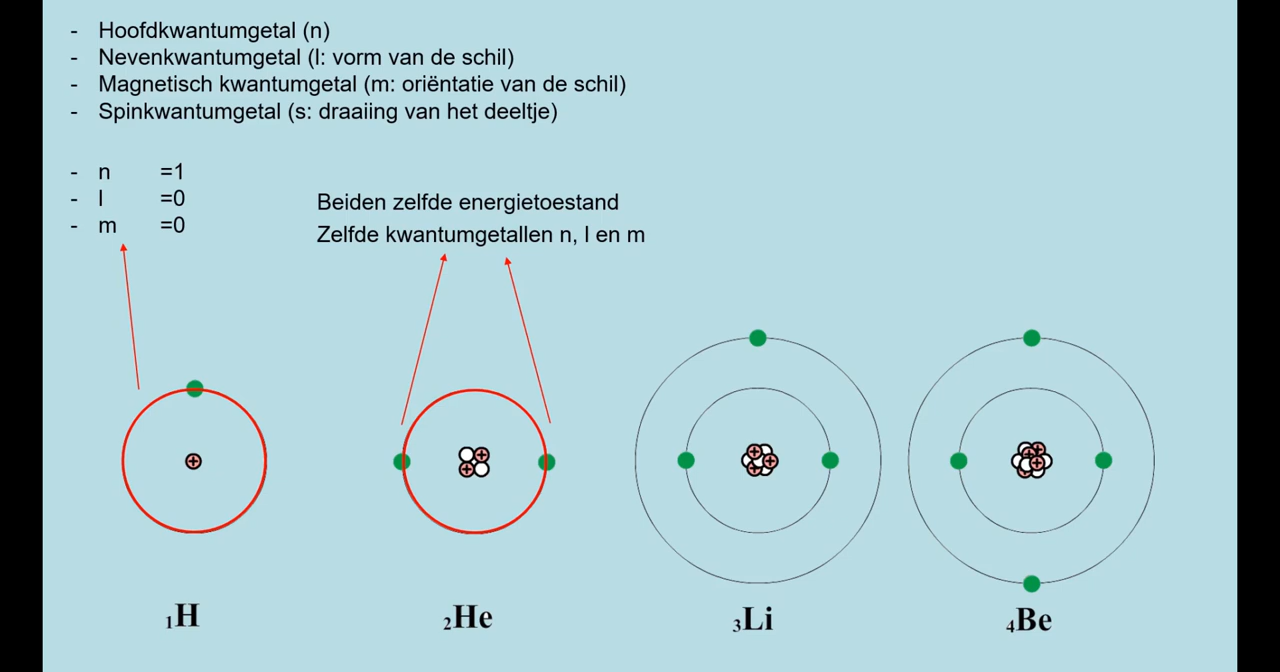 - Hoofdkwantumgetal (n)
- Nevenkwantumgetal (l: vorm van de schil)
- Magnetisch kwantumgetal (m: oriëntatie van de schil)
- Spinkwantumgetal (s: draaiing van het deeltje)
- n =1
- l =0
- m =0
Beiden zelfde energietoestand
Zelfde kwantumgetallen n, l en m
+
+ +
+ + +
+ + + +
₁H
₂He
₃Li
₄Be